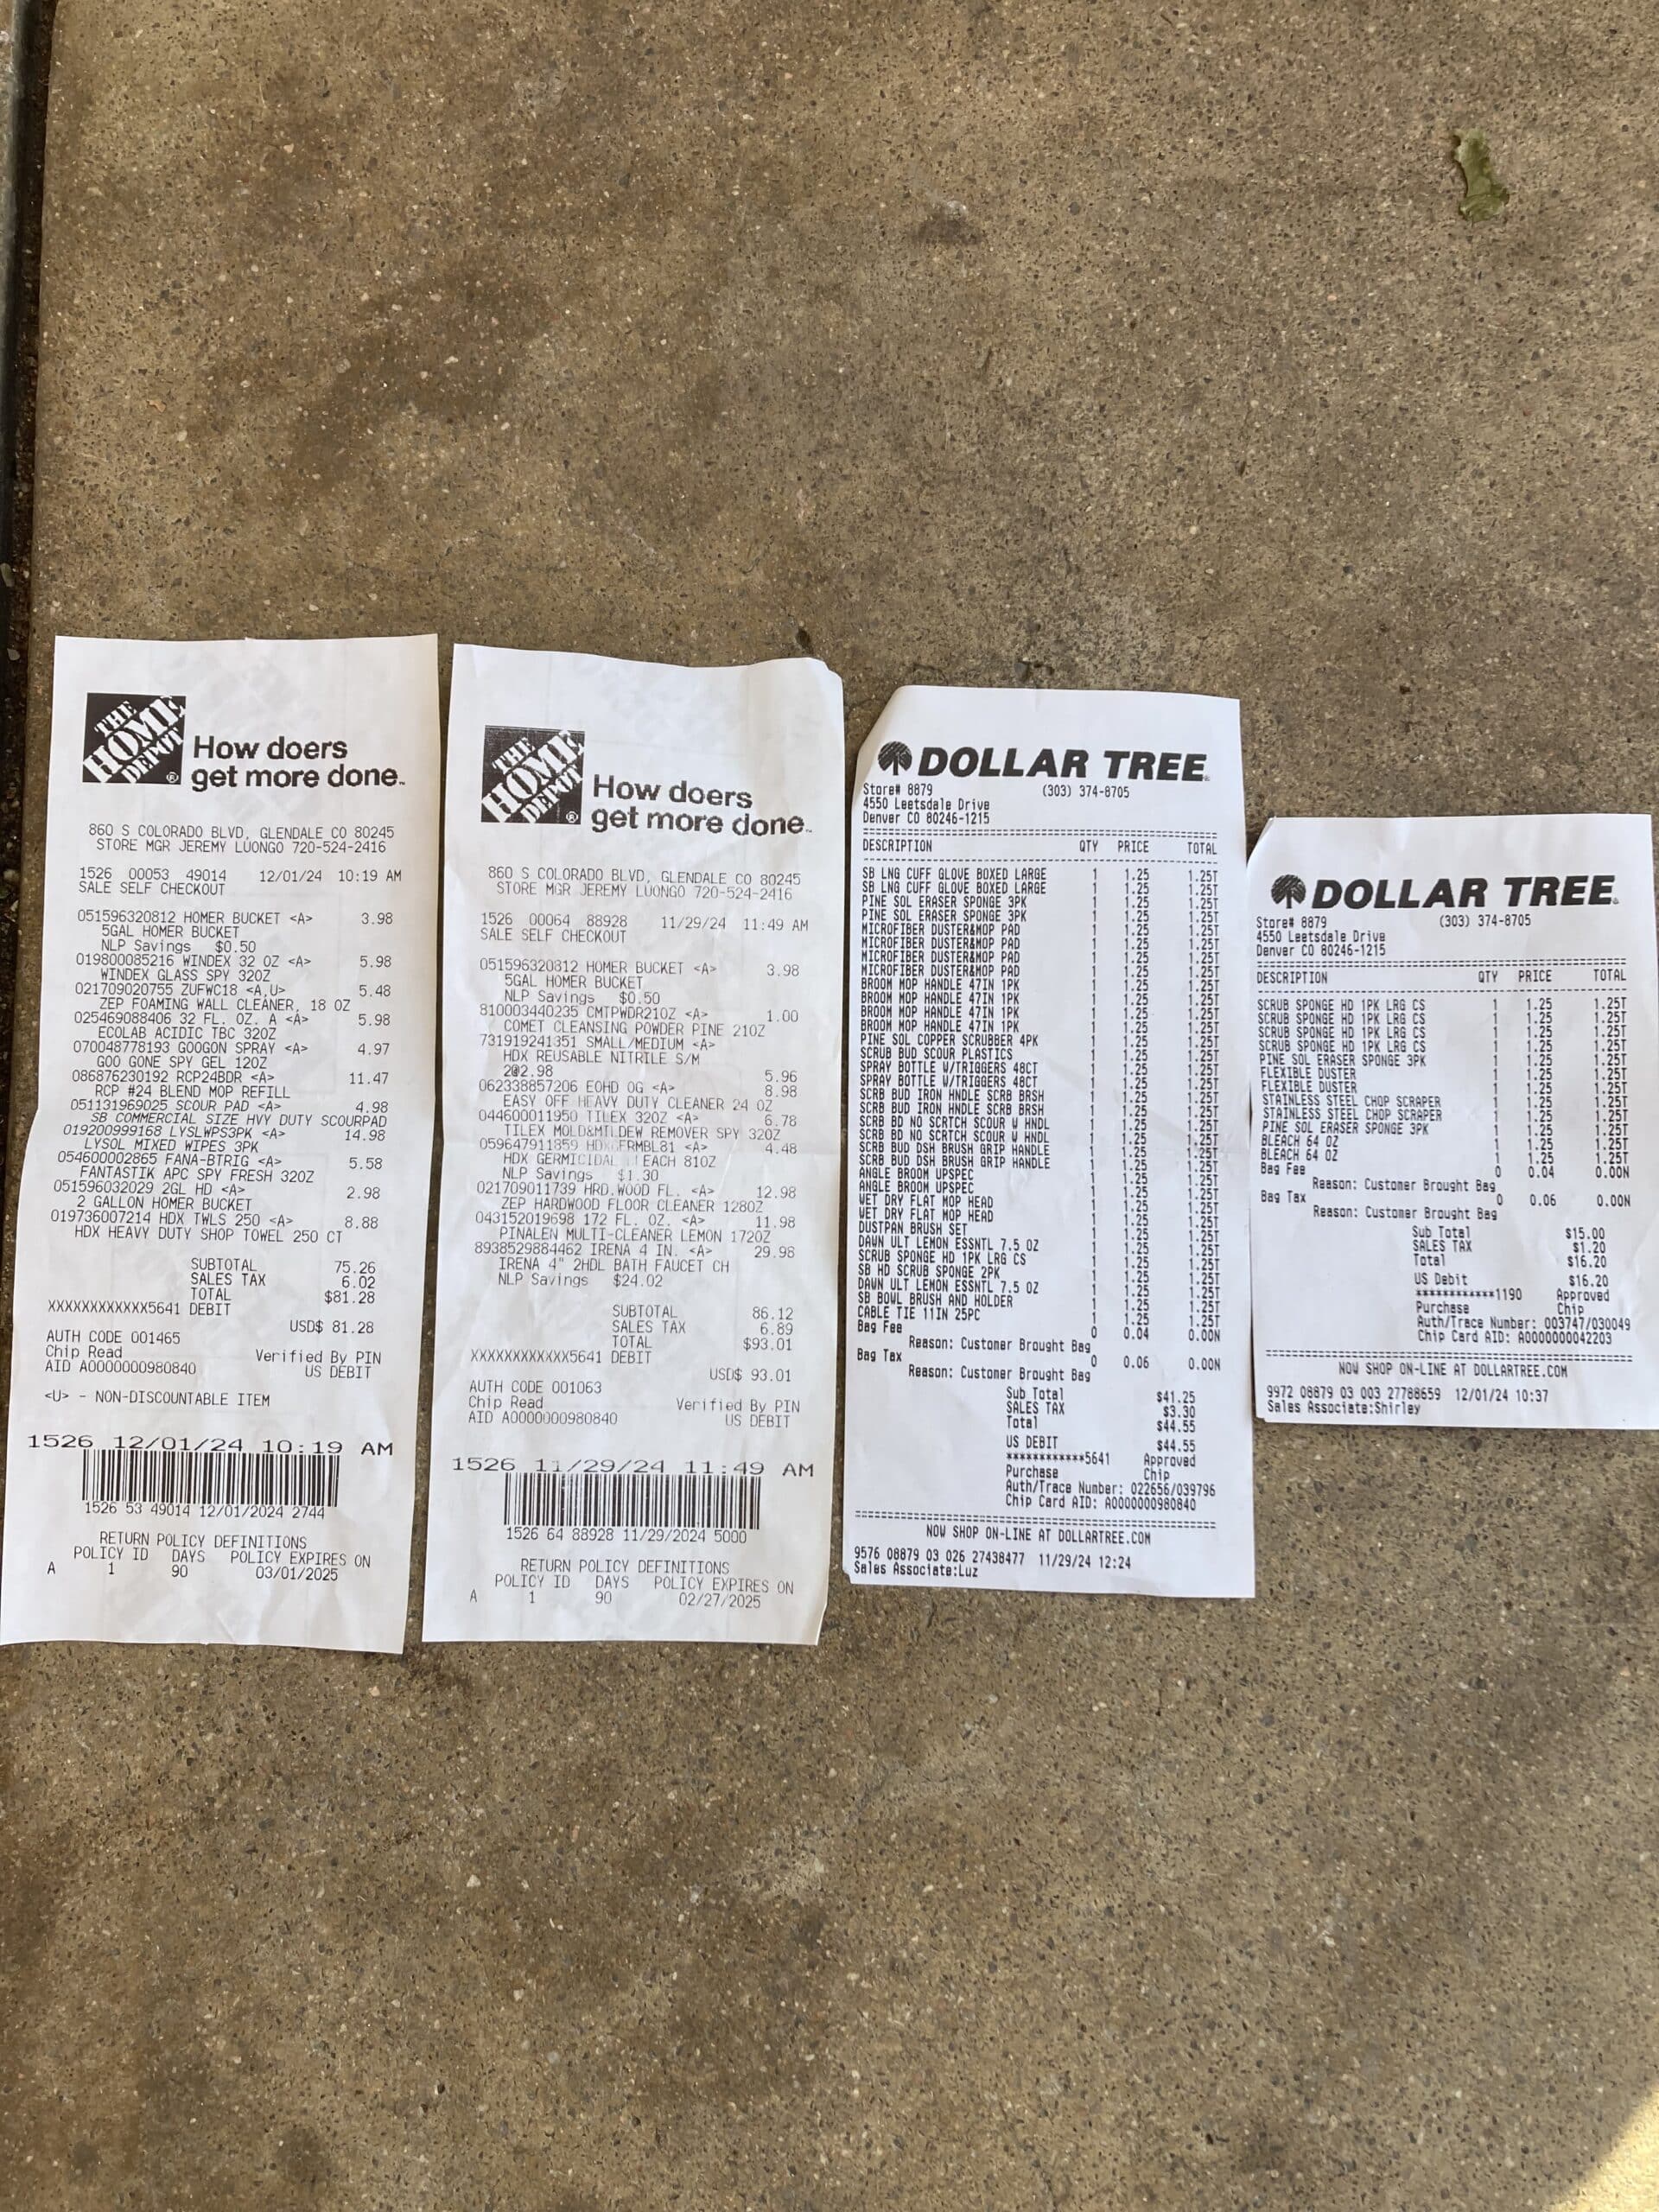 THE HOME DEPOT
How doers
get more done.
860 S COLORADO BLVD, GLENDALE CO 80245
STORE MGR JEREMY LUONGO 720-524-2416
1526 00053 49014 12/01/24 10:19 AM
SALE SELF CHECKOUT
051596320812 HOMER BUCKET <A> 3.98
5GAL HOMER BUCKET
NLP Savings $0.50
019800085216 WINDEX 32 OZ <A> 5.98
WINDEX GLASS SPY 32OZ
021709020755 ZUFWC18 <A,U> 5.48
ZEP FOAMING WALL CLEANER, 18 OZ
025469088406 32 FL. OZ. A <A> 5.98
ECOLAB ACIDIC TBC 32OZ
070048778193 GOOGON SPRAY <A> 4.97
GOO GONE SPY GEL 12OZ
086876230192 RCP24BDR <A> 11.47
RCP #24 BLEND MOP REFILL
051131969025 SCOUR PAD <A> 4.98
SB COMMERCIAL SIZE HVY DUTY SCOURPAD
019200999168 LYSLWPS3PK <A> 14.98
LYSOL MIXED WIPES 3PK
054600002865 FANA-BTRIG <A> 5.58
FANTASTIK APC SPY FRESH 32OZ
051596032029 2GL HD <A> 2.98
2 GALLON HOMER BUCKET
019736007214 HDX TWLS 250 <A> 8.88
HDX HEAVY DUTY SHOP TOWEL 250 CT
SUBTOTAL 75.26
SALES TAX 6.02
TOTAL $81.28
XXXXXXXXXXXX5641 DEBIT
USD$ 81.28
AUTH CODE 001465
Chip Read Verified By PIN
AID A0000000980840 US DEBIT
<U> - NON-DISCOUNTABLE ITEM
1526 12/01/24 10:19 AM
1526 53 49014 12/01/2024 2744
RETURN POLICY DEFINITIONS
POLICY ID DAYS POLICY EXPIRES ON
A 1 90 03/01/2025
THE HOME DEPOT
How doers
get more done.
860 S COLORADO BLVD, GLENDALE CO 80245
STORE MGR JEREMY LUONGO 720-524-2416
1526 00064 88928 11/29/24 11:49 AM
SALE SELF CHECKOUT
051596320812 HOMER BUCKET <A> 3.98
5GAL HOMER BUCKET
NLP Savings $0.50
810003440235 CMTPWDR21OZ <A> 1.00
COMET CLEANSING POWDER PINE 21OZ
731919241351 SMALL/MEDIUM <A>
HDX REUSABLE NITRILE S/M
2@2.98 5.96
062338857206 EOHD OG <A> 8.98
EASY OFF HEAVY DUTY CLEANER 24 OZ
044600011950 TILEX 32OZ <A> 6.78
TILEX MOLD&MILDEW REMOVER SPY 32OZ
059647911859 HDXGERMBL81 <A> 4.48
HDX GERMICIDAL BLEACH 81OZ
NLP Savings $1.30
021709011739 HRD.WOOD FL. <A> 12.98
ZEP HARDWOOD FLOOR CLEANER 128OZ
043152019698 172 FL. OZ. <A> 11.98
PINALEN MULTI-CLEANER LEMON 172OZ
8938529884462 IRENA 4 IN. <A> 29.98
IRENA 4" 2HDL BATH FAUCET CH
NLP Savings $24.02
SUBTOTAL 86.12
SALES TAX 6.89
TOTAL $93.01
XXXXXXXXXXXX5641 DEBIT
USD$ 93.01
AUTH CODE 001063
Chip Read Verified By PIN
AID A0000000980840 US DEBIT
1526 11/29/24 11:49 AM
1526 64 88928 11/29/2024 5000
RETURN POLICY DEFINITIONS
POLICY ID DAYS POLICY EXPIRES ON
A 1 90 02/27/2025
DOLLAR TREE
Store# 8879 (303) 374-8705
4550 Leetsdale Drive
Denver CO 80246-1215
DESCRIPTION QTY PRICE TOTAL
SB LNG CUFF GLOVE BOXED LARGE 1 1.25 1.25T
SB LNG CUFF GLOVE BOXED LARGE 1 1.25 1.25T
PINE SOL ERASER SPONGE 3PK 1 1.25 1.25T
PINE SOL ERASER SPONGE 3PK 1 1.25 1.25T
MICROFIBER DUSTER&MOP PAD 1 1.25 1.25T
MICROFIBER DUSTER&MOP PAD 1 1.25 1.25T
MICROFIBER DUSTER&MOP PAD 1 1.25 1.25T
MICROFIBER DUSTER&MOP PAD 1 1.25 1.25T
BROOM MOP HANDLE 47IN 1PK 1 1.25 1.25T
BROOM MOP HANDLE 47IN 1PK 1 1.25 1.25T
BROOM MOP HANDLE 47IN 1PK 1 1.25 1.25T
BROOM MOP HANDLE 47IN 1PK 1 1.25 1.25T
PINE SOL COPPER SCRUBBER 4PK 1 1.25 1.25T
SCRUB BUD SCOUR PLASTICS 1 1.25 1.25T
SPRAY BOTTLE W/TRIGGERS 48CT 1 1.25 1.25T
SPRAY BOTTLE W/TRIGGERS 48CT 1 1.25 1.25T
SCRB BUD IRON HNDLE SCRB BRSH 1 1.25 1.25T
SCRB BUD IRON HNDLE SCRB BRSH 1 1.25 1.25T
SCRB BD NO SCRTCH SCOUR W HNDL 1 1.25 1.25T
SCRB BD NO SCRTCH SCOUR W HNDL 1 1.25 1.25T
SCRB BUD DSH BRUSH GRIP HANDLE 1 1.25 1.25T
SCRB BUD DSH BRUSH GRIP HANDLE 1 1.25 1.25T
ANGLE BROOM UPSPEC 1 1.25 1.25T
ANGLE BROOM UPSPEC 1 1.25 1.25T
WET DRY FLAT MOP HEAD 1 1.25 1.25T
WET DRY FLAT MOP HEAD 1 1.25 1.25T
DUSTPAN BRUSH SET 1 1.25 1.25T
DAWN ULT LEMON ESSNTL 7.5 OZ 1 1.25 1.25T
SCRUB SPONGE HD 1PK LRG CS 1 1.25 1.25T
SB HD SCRUB SPONGE 2PK 1 1.25 1.25T
DAWN ULT LEMON ESSNTL 7.5 OZ 1 1.25 1.25T
SB BOWL BRUSH AND HOLDER 1 1.25 1.25T
CABLE TIE 11IN 25PC 1 1.25 1.25T
Bag Fee 0 0.04 0.00N
Reason: Customer Brought Bag
Bag Tax 0 0.06 0.00N
Reason: Customer Brought Bag
Sub Total $41.25
SALES TAX $3.30
Total $44.55
US DEBIT $44.55
************5641 Approved
Purchase Chip
Auth/Trace Number: 022656/039796
Chip Card AID: A0000000980840
NOW SHOP ON-LINE AT DOLLARTREE.COM
9576 08879 03 026 27438477 11/29/24 12:24
Sales Associate:Luz
DOLLAR TREE
Store# 8879 (303) 374-8705
4550 Leetsdale Drive
Denver CO 80246-1215
DESCRIPTION QTY PRICE TOTAL
SCRUB SPONGE HD 1PK LRG CS 1 1.25 1.25T
SCRUB SPONGE HD 1PK LRG CS 1 1.25 1.25T
SCRUB SPONGE HD 1PK LRG CS 1 1.25 1.25T
SCRUB SPONGE HD 1PK LRG CS 1 1.25 1.25T
PINE SOL ERASER SPONGE 3PK 1 1.25 1.25T
FLEXIBLE DUSTER 1 1.25 1.25T
FLEXIBLE DUSTER 1 1.25 1.25T
STAINLESS STEEL CHOP SCRAPER 1 1.25 1.25T
STAINLESS STEEL CHOP SCRAPER 1 1.25 1.25T
PINE SOL ERASER SPONGE 3PK 1 1.25 1.25T
BLEACH 64 OZ 1 1.25 1.25T
BLEACH 64 OZ 1 1.25 1.25T
Bag Fee 0 0.04 0.00N
Reason: Customer Brought Bag
Bag Tax 0 0.06 0.00N
Reason: Customer Brought Bag
Sub Total $15.00
SALES TAX $1.20
Total $16.20
US Debit $16.20
************1190 Approved
Purchase Chip
Auth/Trace Number: 003747/030049
Chip Card AID: A0000000042203
NOW SHOP ON-LINE AT DOLLARTREE.COM
9972 08879 03 003 27788659 12/01/24 10:37
Sales Associate:Shirley